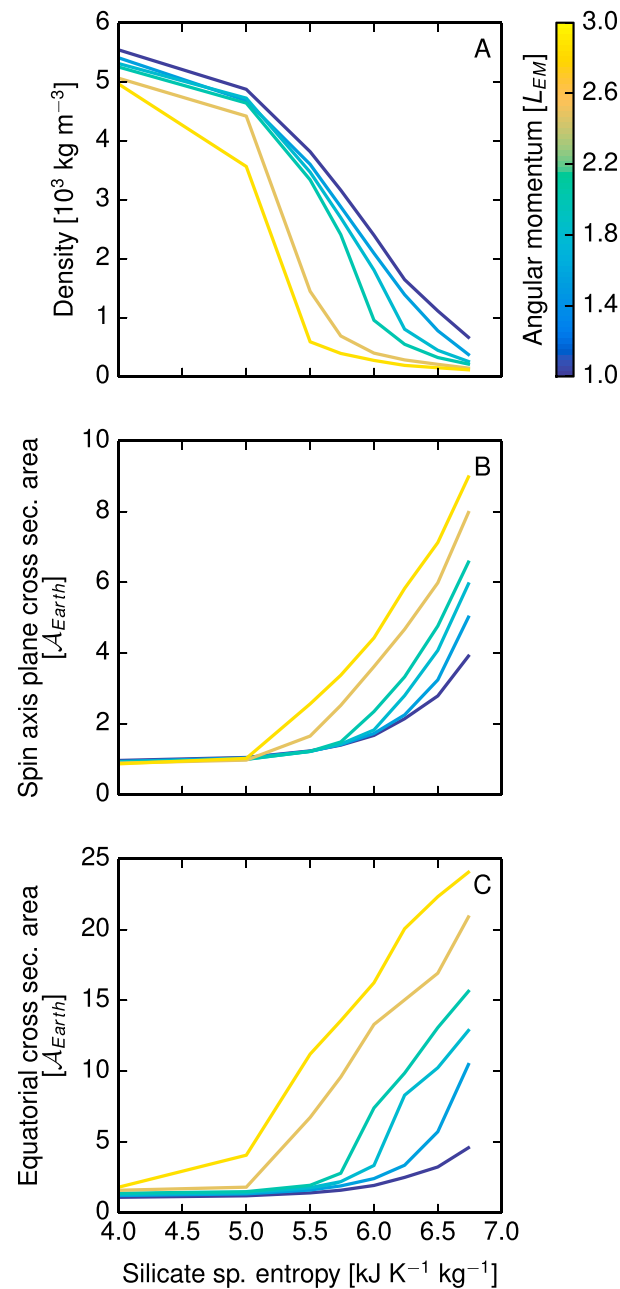 6
5
4
3
2
1
0
Density [10³ kg m⁻³]
A
3.0
2.6
2.2
1.8
1.4
1.0
Angular momentum [L_EM]
10
8
6
4
2
0
Spin axis plane cross sec. area
[𝒜_Earth]
B
25
20
15
10
5
0
Equatorial cross sec. area
[𝒜_Earth]
C
4.0 4.5 5.0 5.5 6.0 6.5 7.0
Silicate sp. entropy [kJ K⁻¹ kg⁻¹]